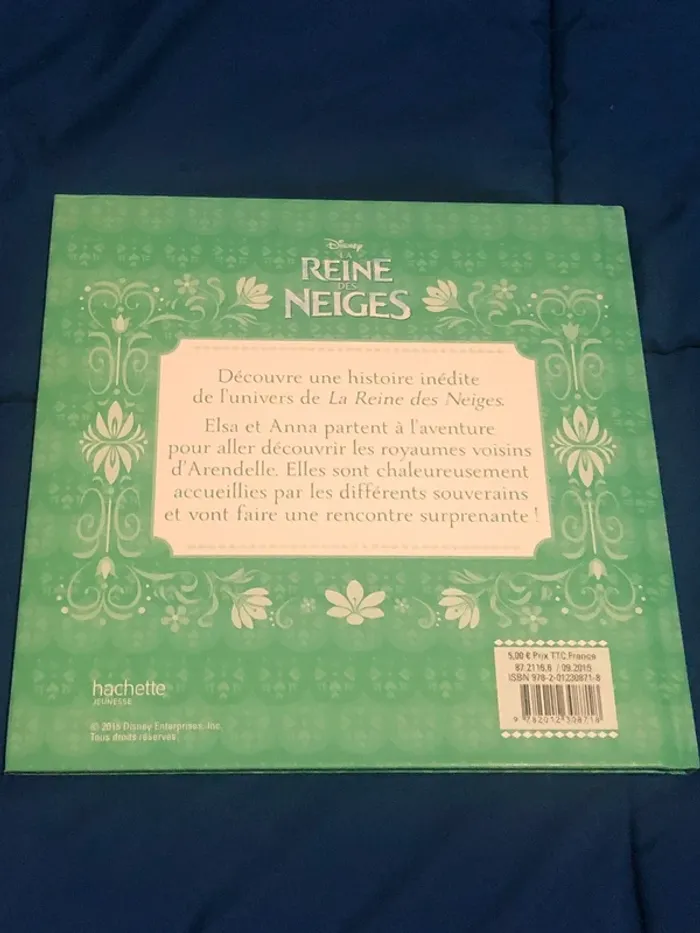 Disney
LA
REINE
DES
NEIGES
Découvre une histoire inédite
de l'univers de La Reine des Neiges.
Elsa et Anna partent à l'aventure
pour aller découvrir les royaumes voisins
d'Arendelle. Elles sont chaleureusement
accueillies par les différents souverains
et vont faire une rencontre surprenante !
hachette
JEUNESSE
© 2015 Disney Enterprises, Inc.
Tous droits réservés.
5,00 € Prix TTC France
87.2116.6 / 09.2015
ISBN 978-2-01230871-8
9 782012 308718